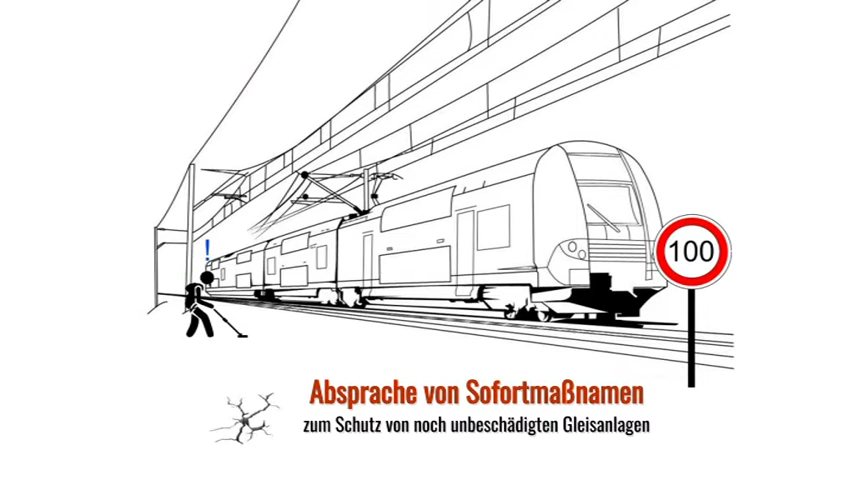 !
100
Absprache von Sofortmaßnamen
zum Schutz von noch unbeschädigten Gleisanlagen